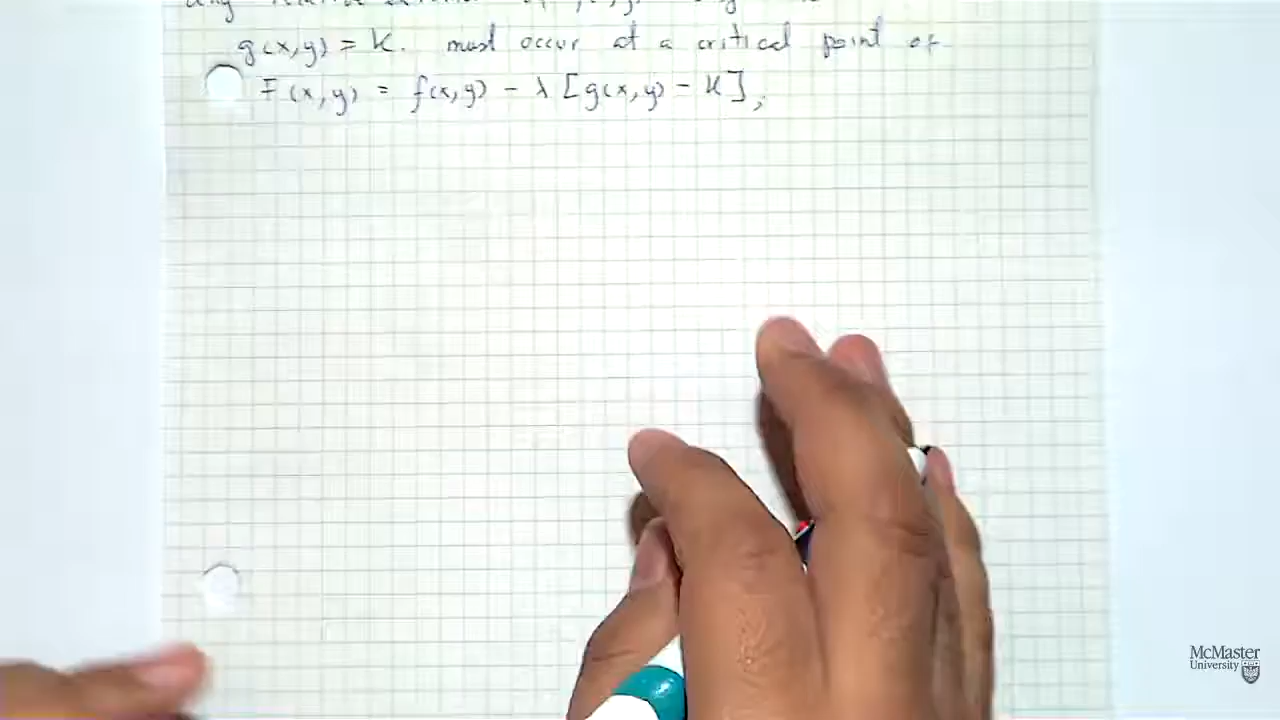 g(x,y) = K. must occur at a critical point of
F(x,y) = f(x,y) - λ [g(x,y) - K],
McMaster
University